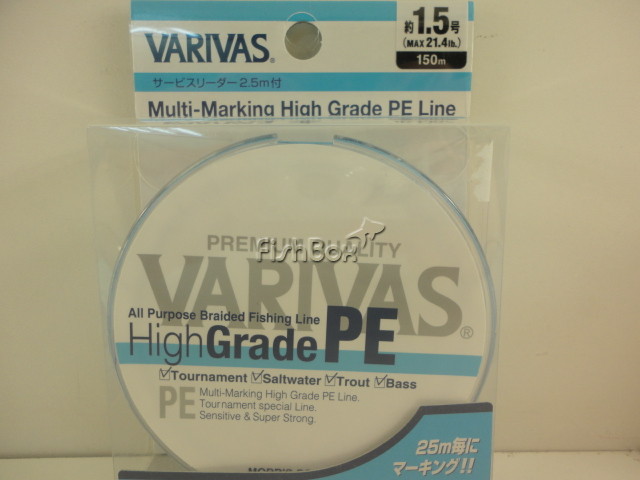 VARIVAS®
約1.5号
(MAX 21.4lb.)
150m
サービスリーダー2.5m付
Multi-Marking High Grade PE Line
PREMIUM QUALITY
FishBox
VARIVAS®
All Purpose Braided Fishing Line
HighGrade PE
☑Tournament ☑Saltwater ☑Trout ☑Bass
PE
Multi-Marking High Grade PE Line.
Tournament special Line.
Sensitive & Super Strong.
25m毎に
マーキング!!